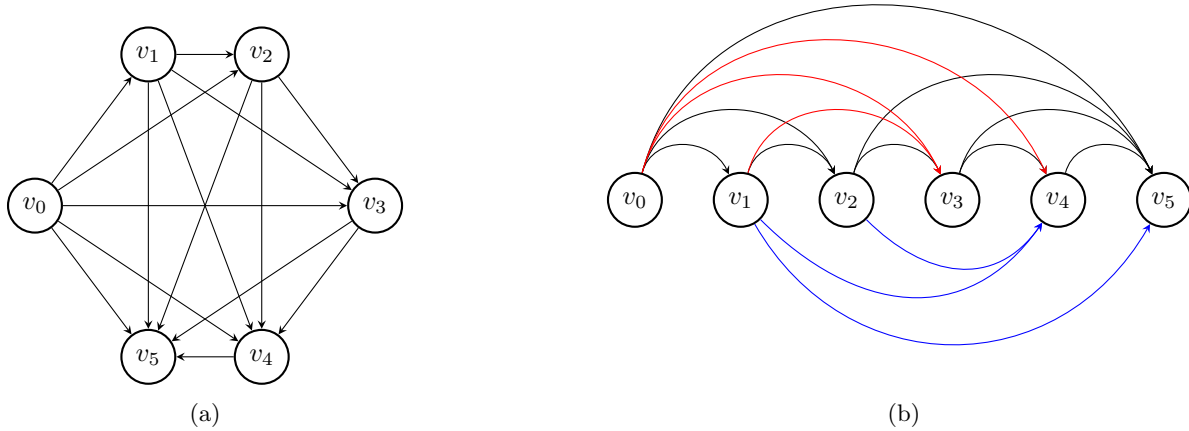 v₁ v₂
v₀ v₃
v₅ v₄
(a)
v₀ v₁ v₂ v₃ v₄ v₅
(b)